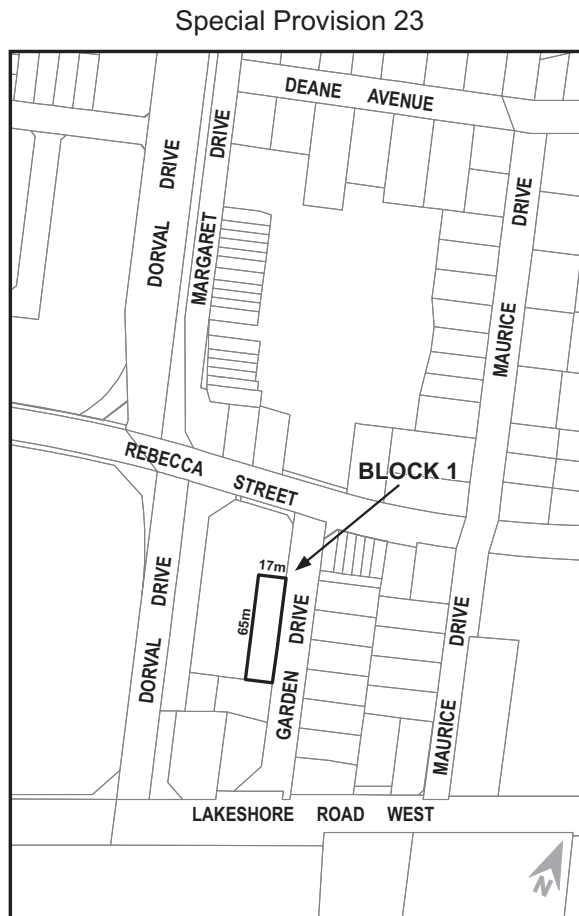 Special Provision 23
DEANE AVENUE
DORVAL DRIVE
MARGARET DRIVE
MAURICE DRIVE
REBECCA STREET
BLOCK 1
17m
65m
DORVAL DRIVE
GARDEN DRIVE
MAURICE DRIVE
LAKESHORE ROAD WEST
N